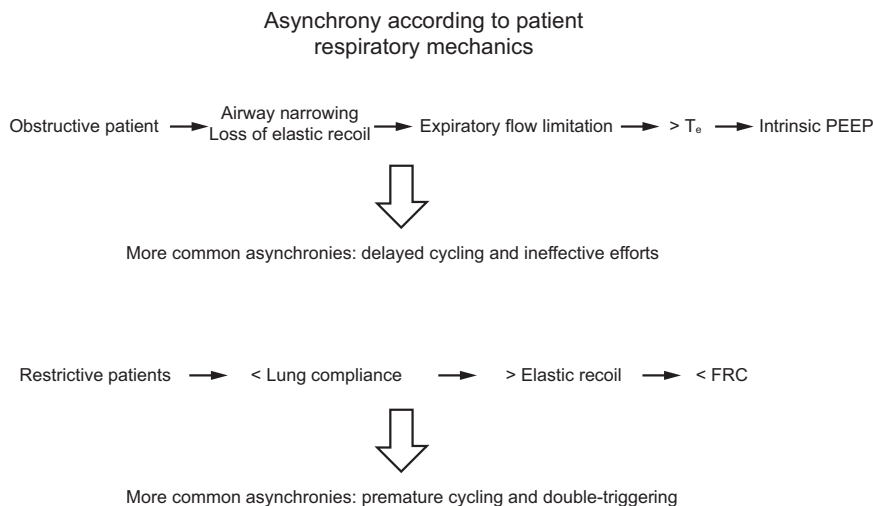 Asynchrony according to patient
respiratory mechanics
Obstructive patient
Airway narrowing
Loss of elastic recoil
Expiratory flow limitation
> Te
Intrinsic PEEP
More common asynchronies: delayed cycling and ineffective efforts
Restrictive patients
< Lung compliance
> Elastic recoil
< FRC
More common asynchronies: premature cycling and double-triggering